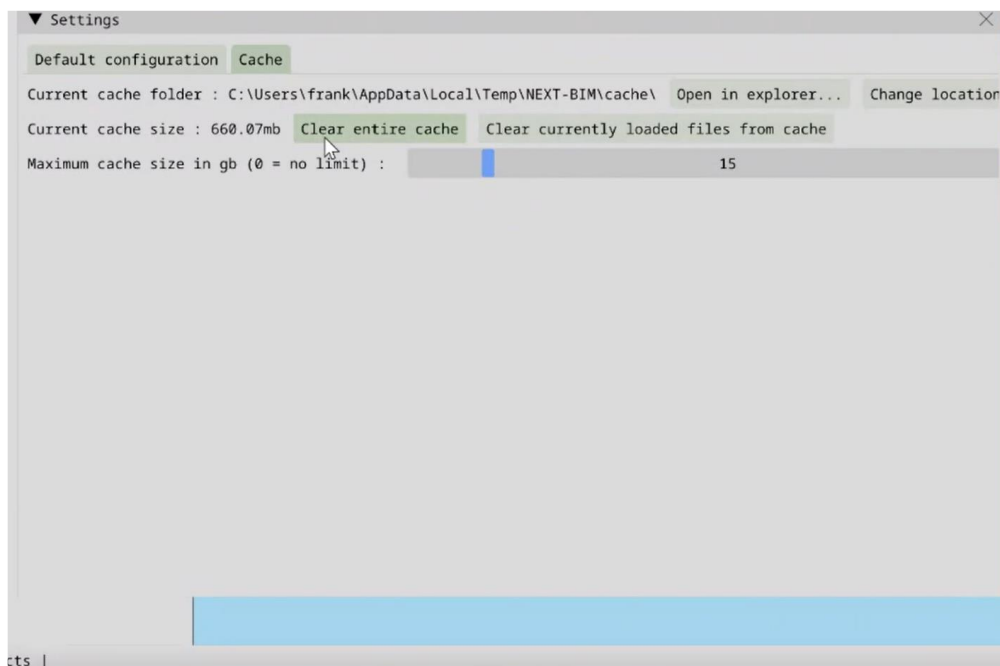 ▼ Settings
Default configuration Cache
Current cache folder : C:\Users\frank\AppData\Local\Temp\NEXT-BIM\cache\ Open in explorer... Change location
Current cache size : 660.07mb Clear entire cache Clear currently loaded files from cache
Maximum cache size in gb (0 = no limit) : 15
cts |